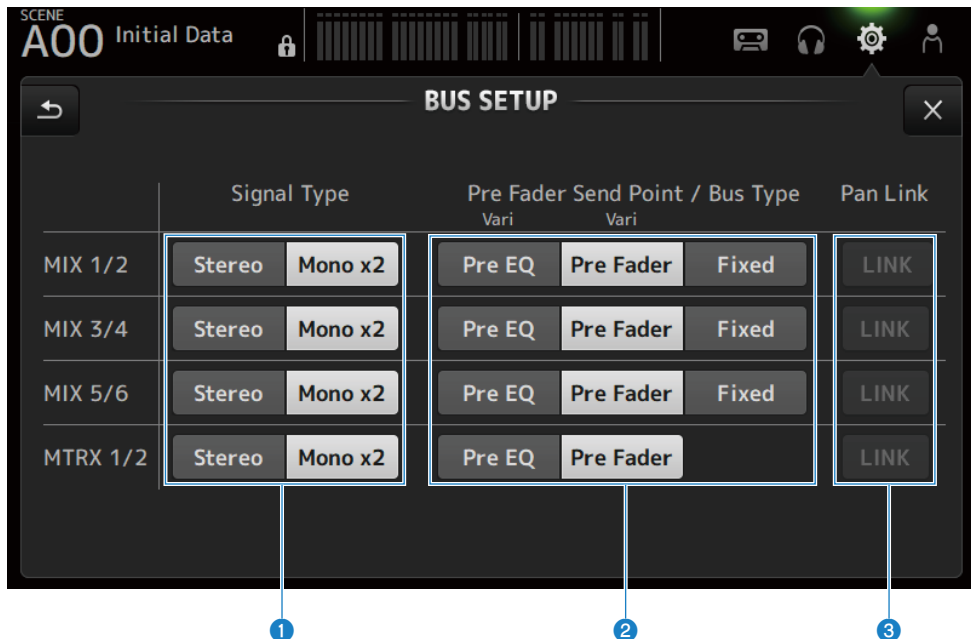 SCENE
A00 Initial Data
BUS SETUP
Signal Type Pre Fader Send Point / Bus Type Pan Link
Vari Vari
MIX 1/2 Stereo Mono x2 Pre EQ Pre Fader Fixed LINK
MIX 3/4 Stereo Mono x2 Pre EQ Pre Fader Fixed LINK
MIX 5/6 Stereo Mono x2 Pre EQ Pre Fader Fixed LINK
MTRX 1/2 Stereo Mono x2 Pre EQ Pre Fader LINK
1 2 3